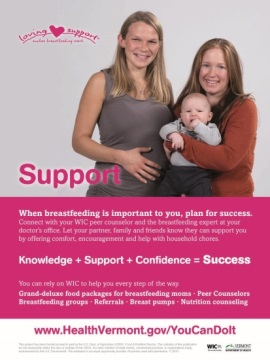 loving support
makes breastfeeding work
Support
When breastfeeding is important to you, plan for success.
Connect with your WIC peer counselor and the breastfeeding expert at your
doctor's office. Let your partner, family and friends know they can support you
by offering comfort, encouragement and help with household chores.
Knowledge + Support + Confidence = Success
You can rely on WIC to help you every step of the way.
Grand-deluxe food packages for breastfeeding moms · Peer Counselors
Breastfeeding groups · Referrals · Breast pumps · Nutrition counseling
www.HealthVermont.gov/YouCanDoIt
WIC
VERMONT